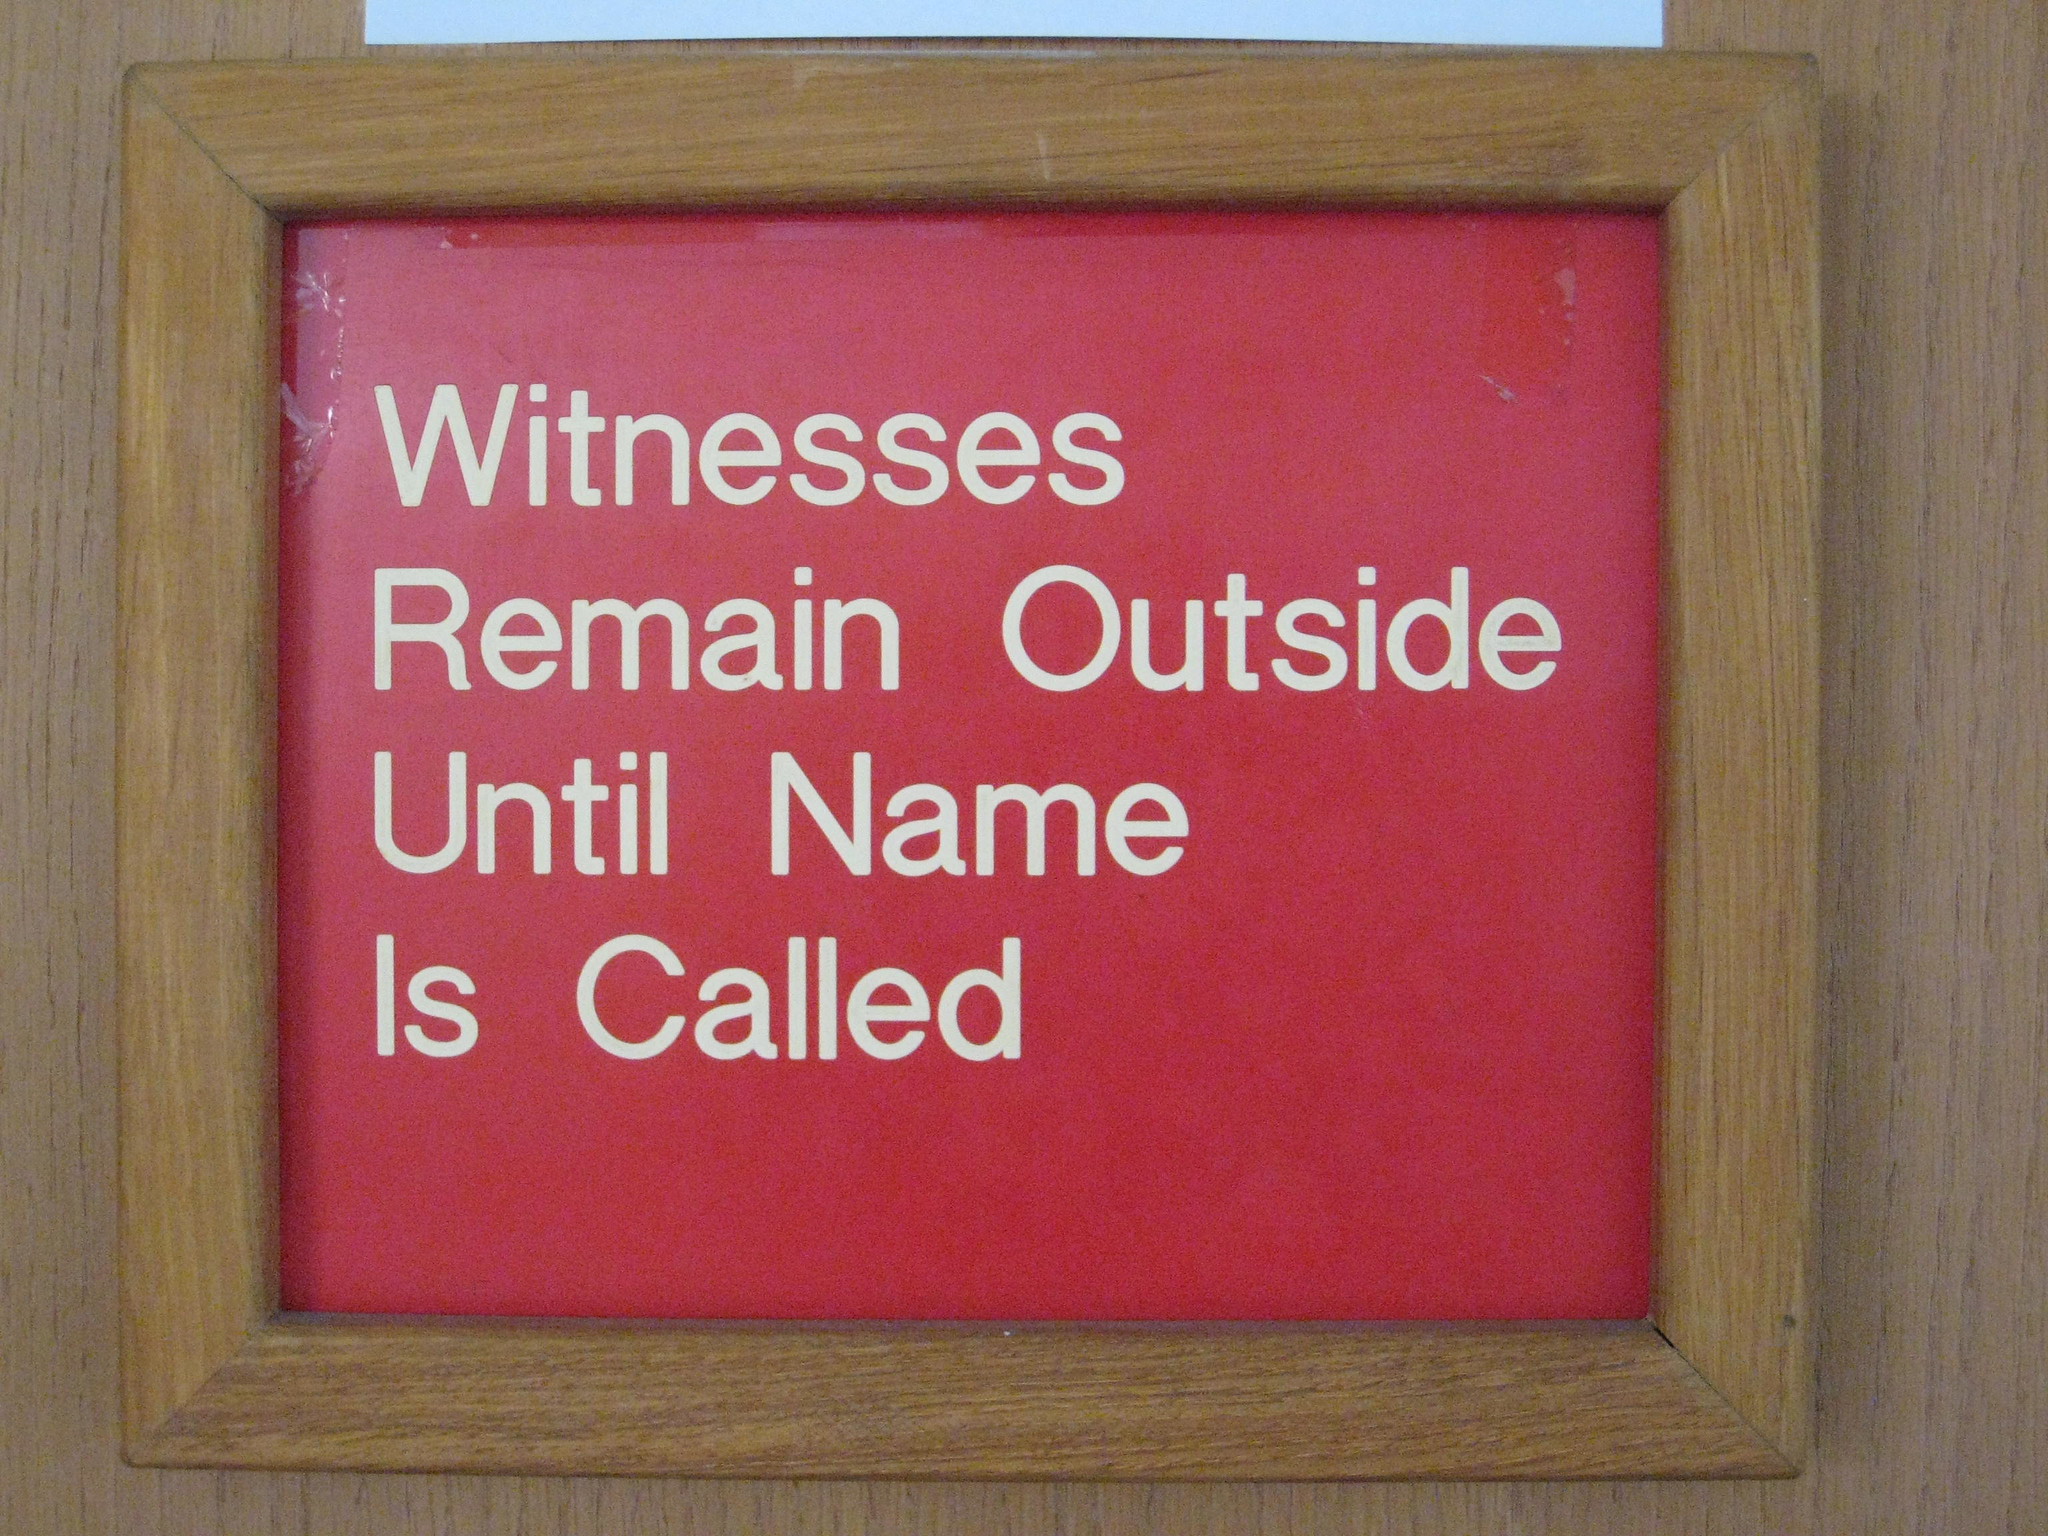 Witnesses
Remain Outside
Until Name
Is Called